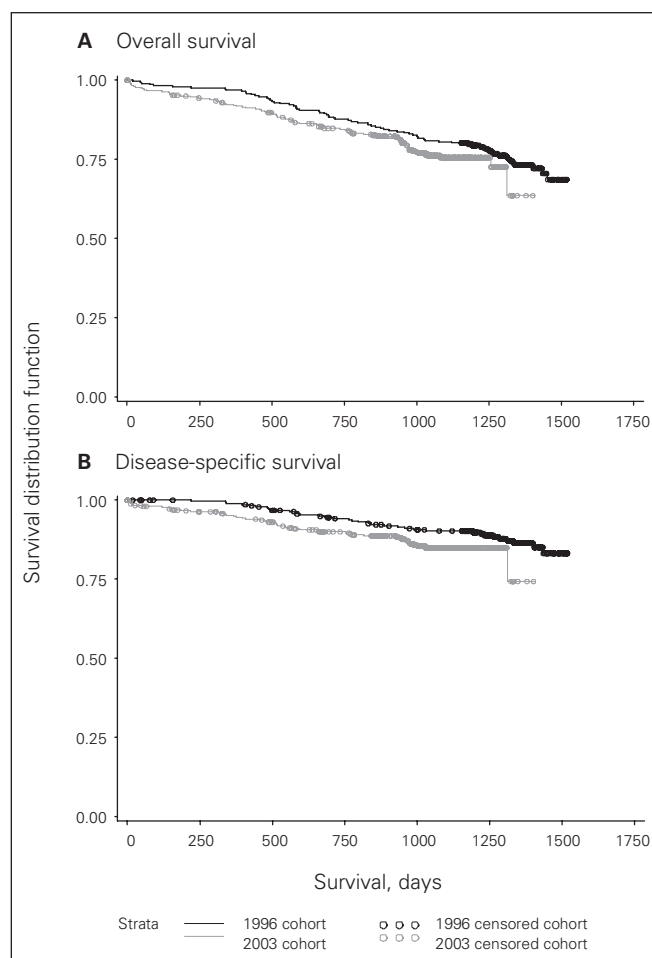 A Overall survival
1.00
0.75
0.50
0.25
0.00
0 250 500 750 1000 1250 1500 1750
Survival distribution function
B Disease-specific survival
1.00
0.75
0.50
0.25
0.00
0 250 500 750 1000 1250 1500 1750
Survival, days
Strata 1996 cohort 1996 censored cohort
2003 cohort 2003 censored cohort